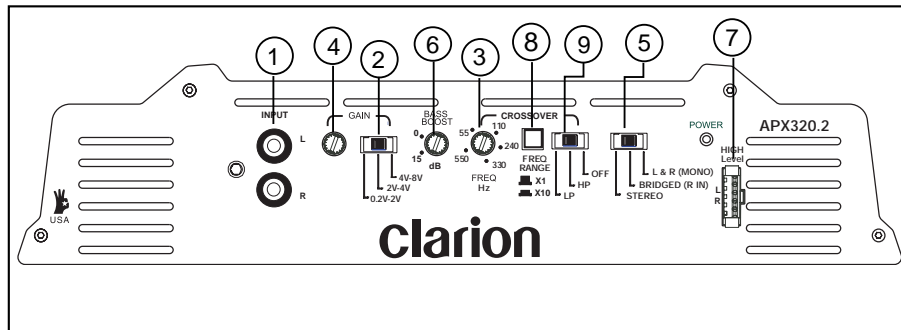 1 4 2 6 3 8 9 5 7
INPUT
L
R
GAIN
4V-8V
2V-4V
0.2V-2V
BASS
BOOST
0
15
dB
CROSSOVER
55
110
240
330
550
FREQ
Hz
FREQ
RANGE
X1
X10
OFF
HP
LP
L & R (MONO)
BRIDGED (R IN)
STEREO
POWER
APX320.2
HIGH
Level
L
R
USA
clarion